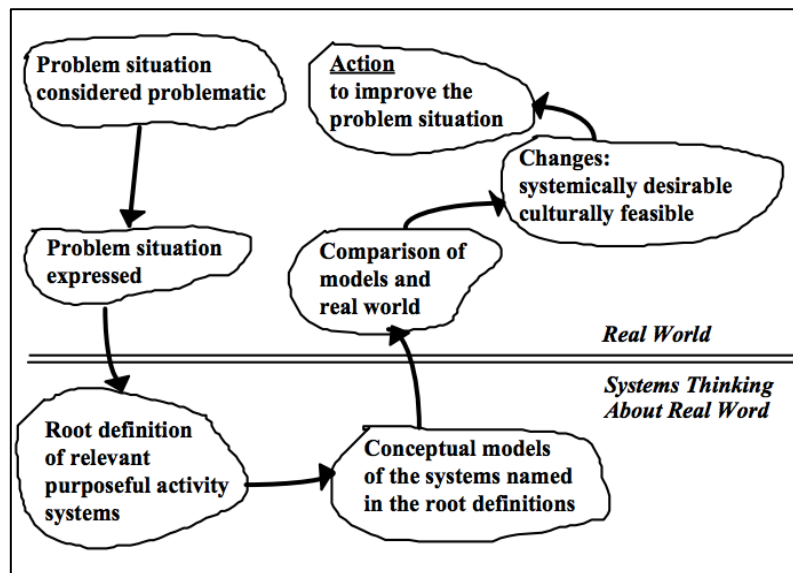 Problem situation
considered problematic
Action
to improve the
problem situation
Changes:
systemically desirable
culturally feasible
Problem situation
expressed
Comparison of
models and
real world
Real World
Systems Thinking
About Real Word
Root definition
of relevant
purposeful activity
systems
Conceptual models
of the systems named
in the root definitions